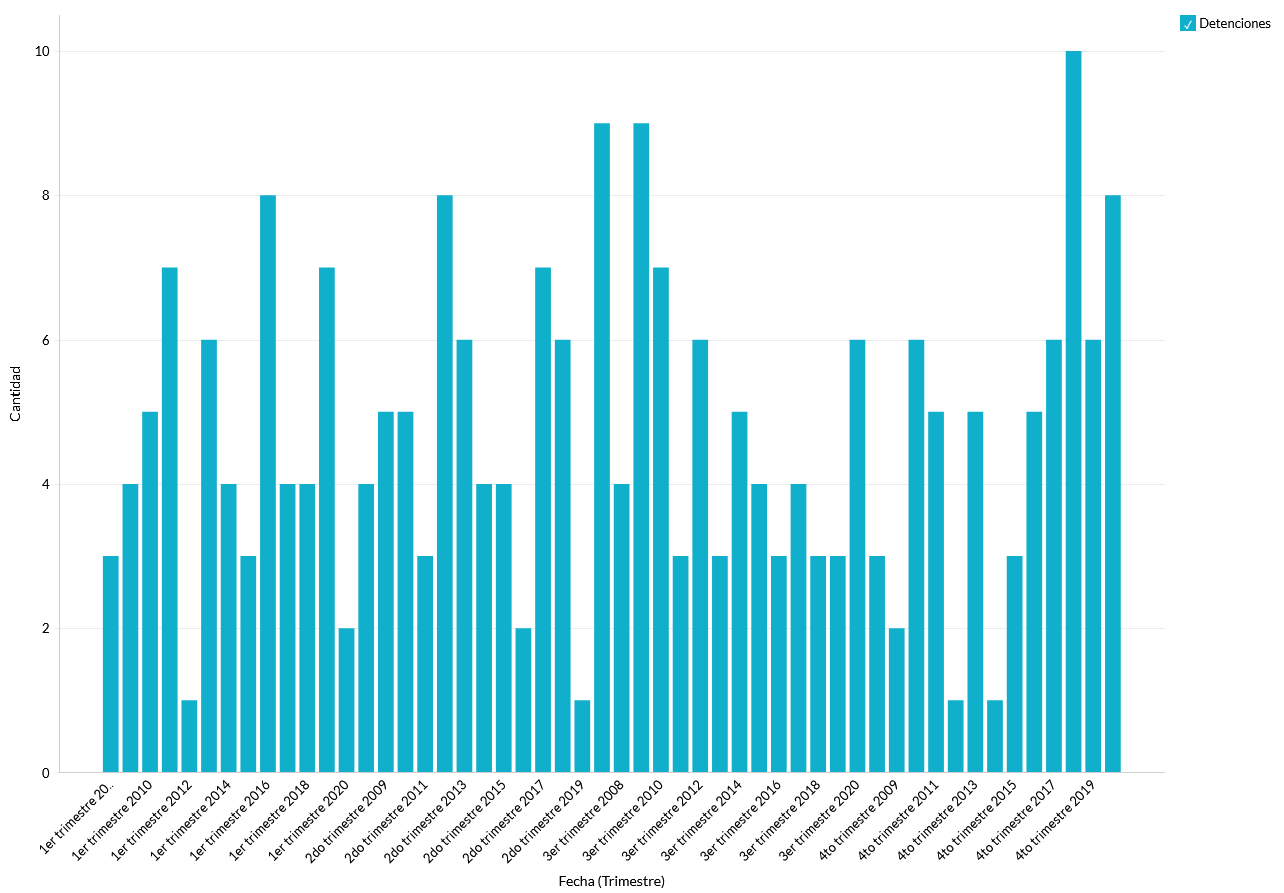 Detenciones
10
8
6
4
2
0
Cantidad
1er trimestre 20..
1er trimestre 2010
1er trimestre 2012
1er trimestre 2014
1er trimestre 2016
1er trimestre 2018
1er trimestre 2020
2do trimestre 2009
2do trimestre 2011
2do trimestre 2013
2do trimestre 2015
2do trimestre 2017
2do trimestre 2019
3er trimestre 2008
3er trimestre 2010
3er trimestre 2012
3er trimestre 2014
3er trimestre 2016
3er trimestre 2018
3er trimestre 2020
4to trimestre 2009
4to trimestre 2011
4to trimestre 2013
4to trimestre 2015
4to trimestre 2017
4to trimestre 2019
Fecha (Trimestre)